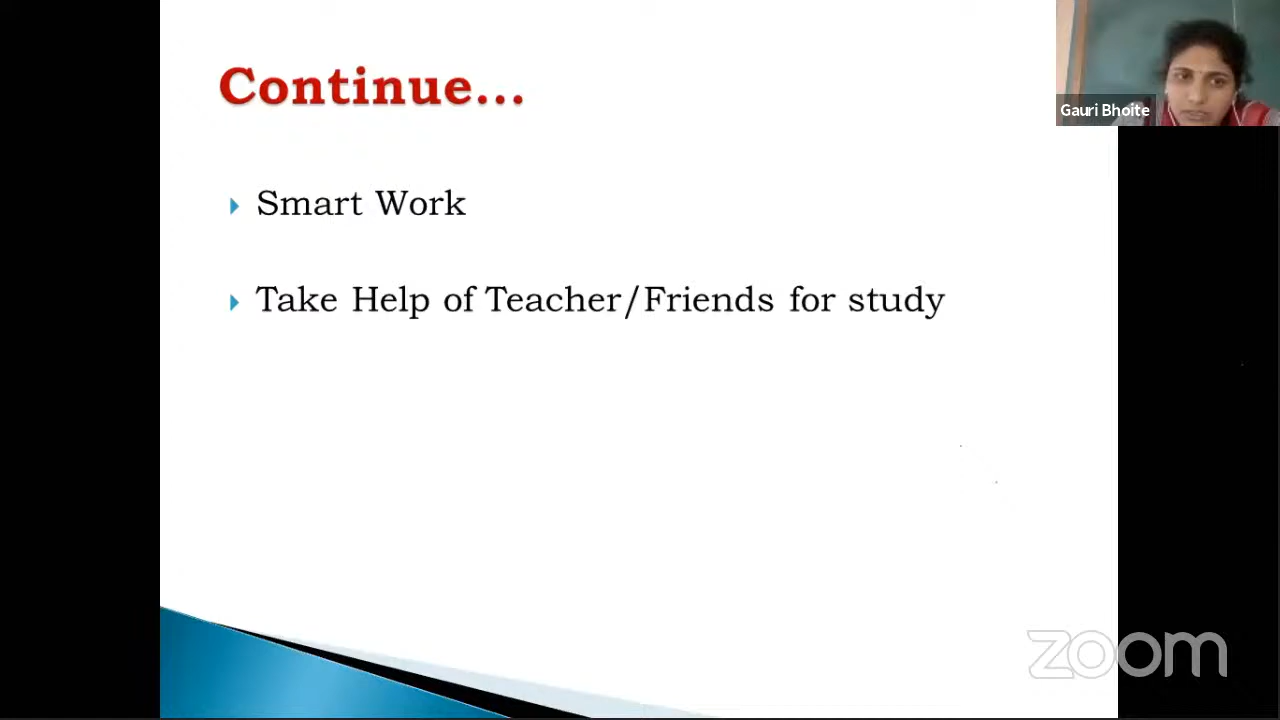 Continue...
Gauri Bhoite
Smart Work
Take Help of Teacher/Friends for study
zoom